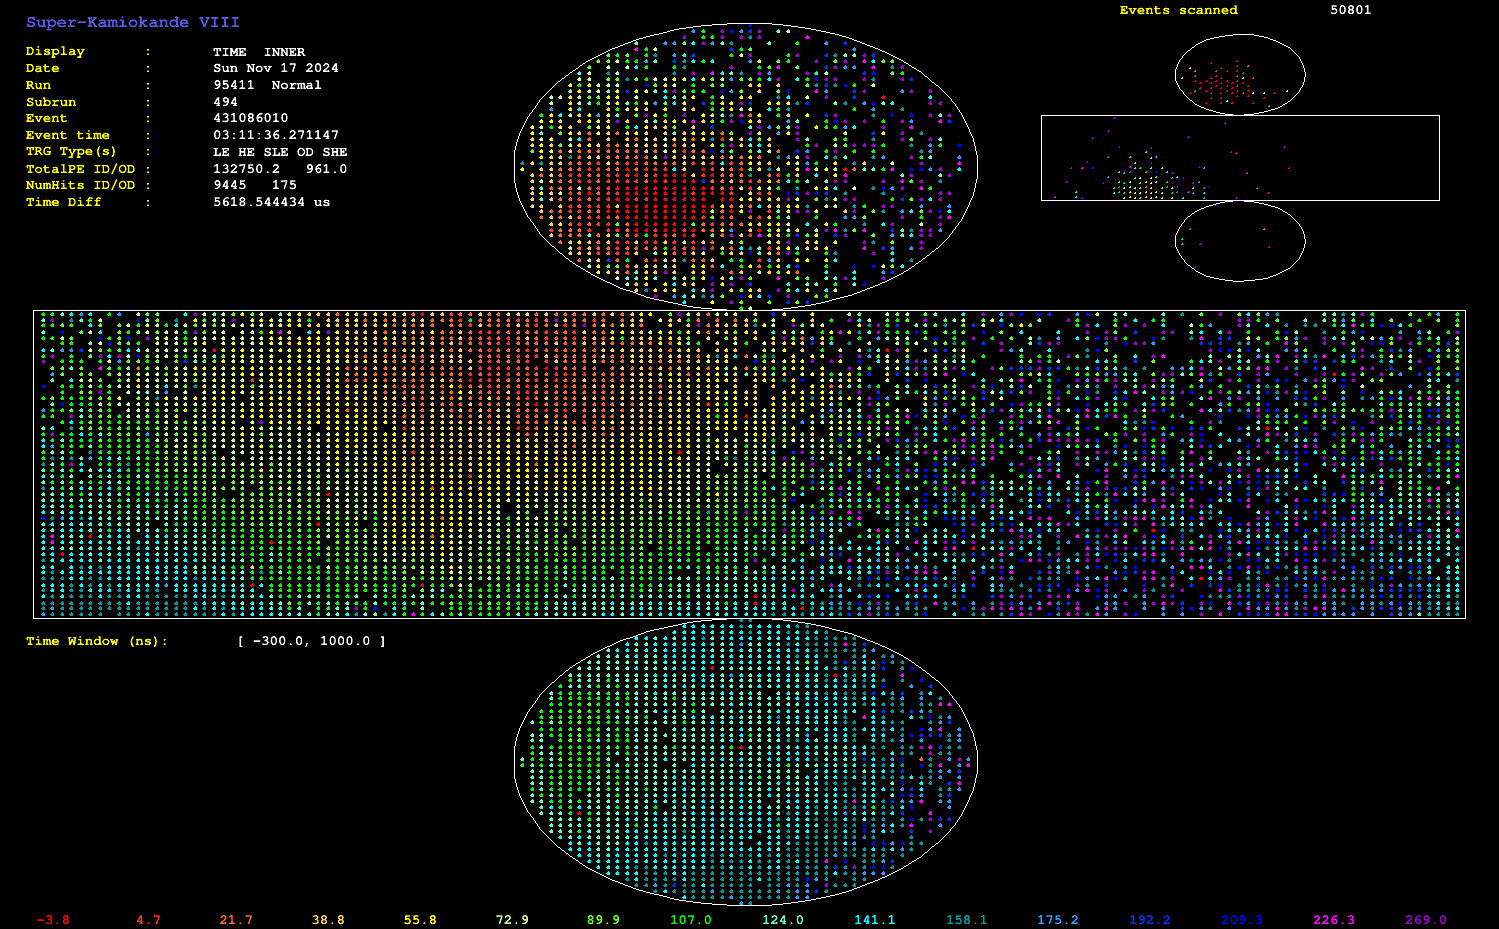 Super-Kamiokande VIII
Display : TIME INNER
Date : Sun Nov 17 2024
Run : 95411 Normal
Subrun : 494
Event : 431086010
Event time : 03:11:36.271147
TRG Type(s) : LE HE SLE OD SHE
TotalPE ID/OD : 132750.2 961.0
NumHits ID/OD : 9445 175
Time Diff : 5618.544434 us
Events scanned 50801
Time Window (ns): [ -300.0, 1000.0 ]
-3.8 4.7 21.7 38.8 55.8 72.9 89.9 107.0 124.0 141.1 158.1 175.2 192.2 209.3 226.3 269.0